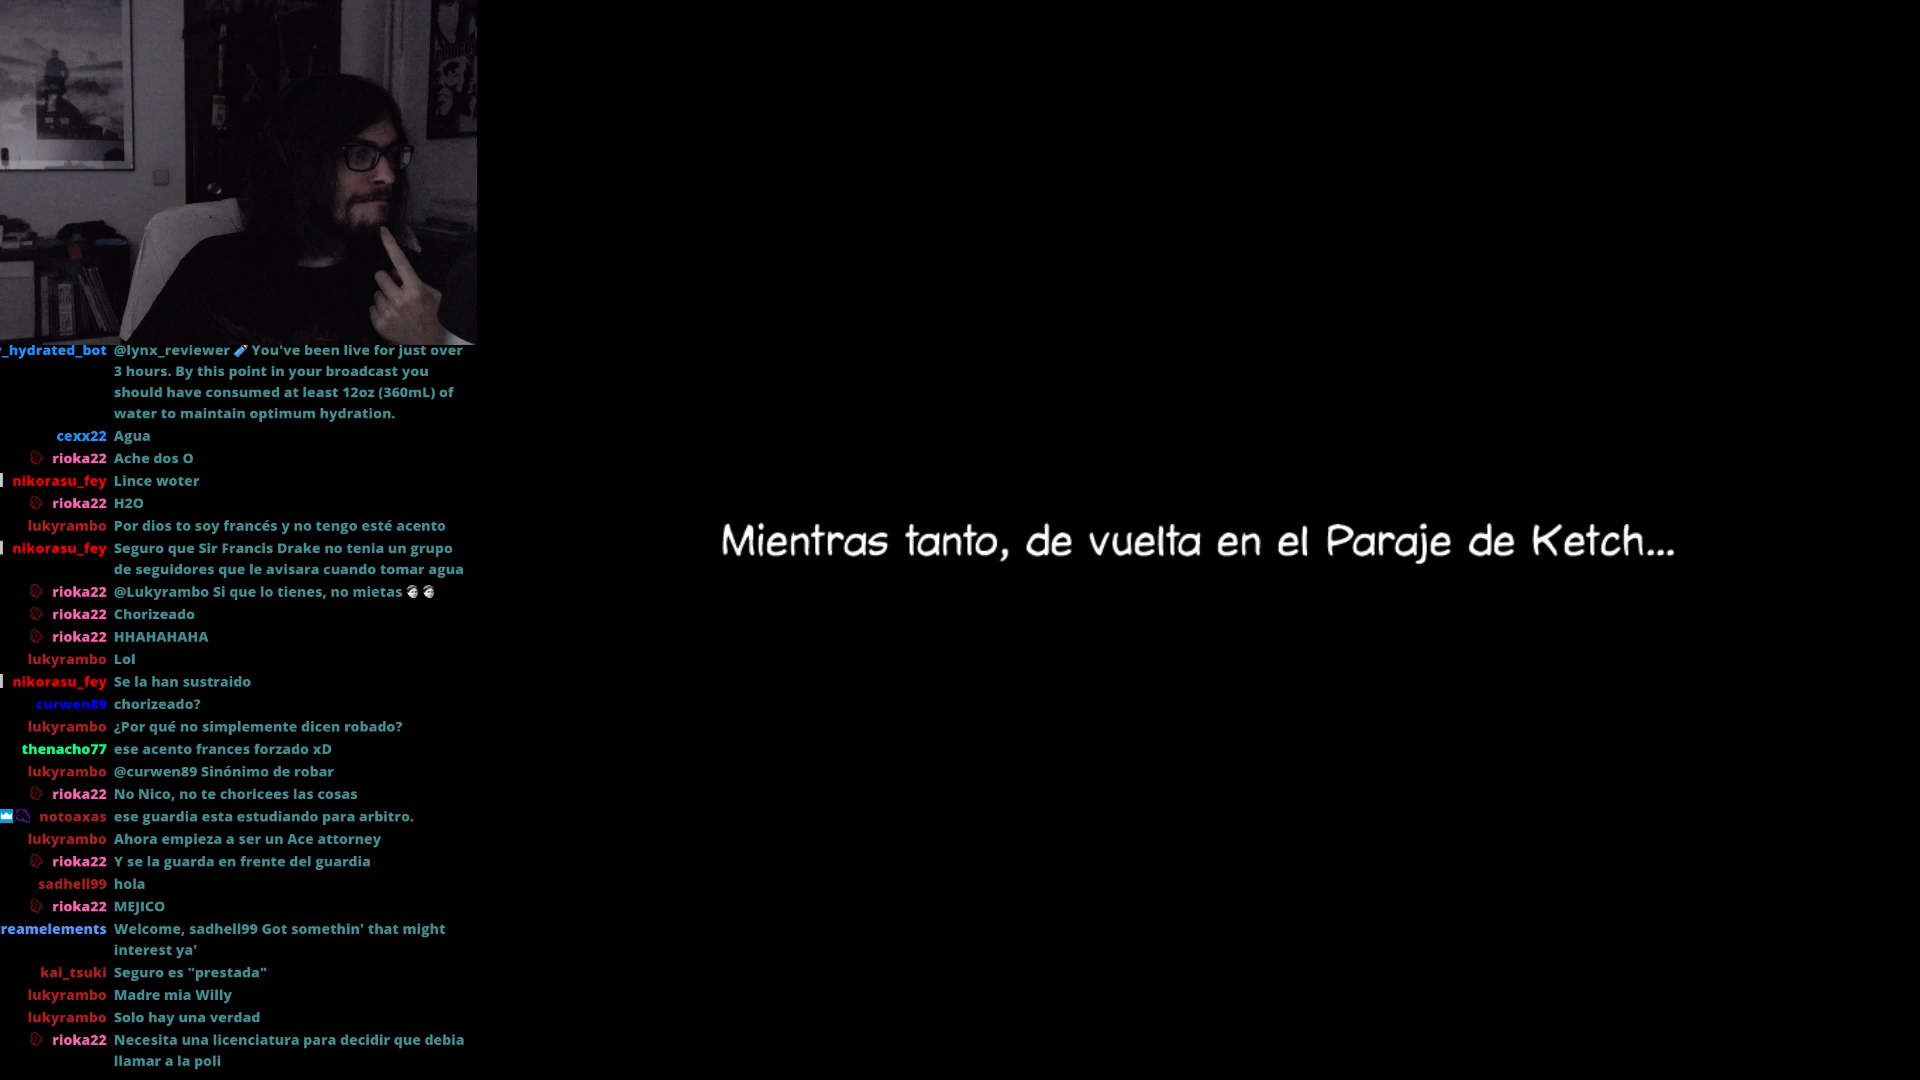 _hydrated_bot @lynx_reviewer You've been live for just over
3 hours. By this point in your broadcast you
should have consumed at least 12oz (360mL) of
water to maintain optimum hydration.
cexx22 Agua
rioka22 Ache dos O
nikorasu_fey Lince woter
rioka22 H2O
lukyrambo Por dios to soy francés y no tengo esté acento
nikorasu_fey Seguro que Sir Francis Drake no tenia un grupo
de seguidores que le avisara cuando tomar agua
rioka22 @Lukyrambo Si que lo tienes, no mietas
rioka22 Chorizeado
rioka22 HHAHAHAHA
lukyrambo Lol
nikorasu_fey Se la han sustraido
curwen89 chorizeado?
lukyrambo ¿Por qué no simplemente dicen robado?
thenacho77 ese acento frances forzado xD
lukyrambo @curwen89 Sinónimo de robar
rioka22 No Nico, no te choricees las cosas
notoaxas ese guardia esta estudiando para arbitro.
lukyrambo Ahora empieza a ser un Ace attorney
rioka22 Y se la guarda en frente del guardia
sadhell99 hola
rioka22 MEJICO
reamelements Welcome, sadhell99 Got somethin' that might
interest ya'
kai_tsuki Seguro es "prestada"
lukyrambo Madre mia Willy
lukyrambo Solo hay una verdad
rioka22 Necesita una licenciatura para decidir que debia
llamar a la poli
Mientras tanto, de vuelta en el Paraje de Ketch...